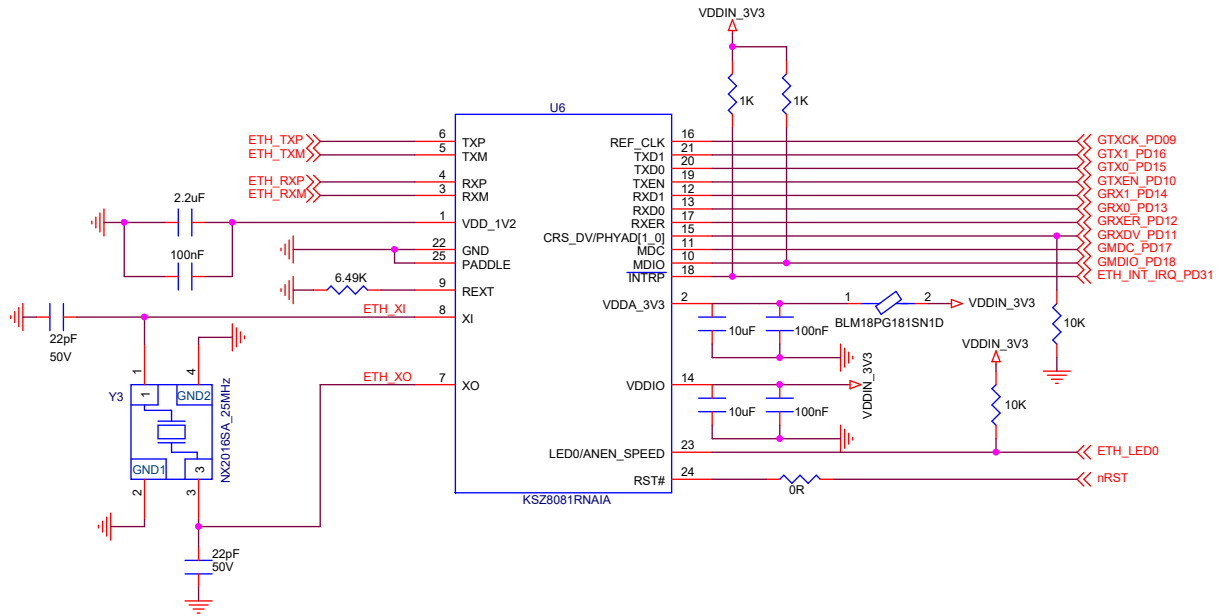 VDDIN_3V3
1K
1K
U6
ETH_TXP
6
TXP
REF_CLK
16
GTXCK_PD09
ETH_TXM
5
TXM
TXD1
21
GTX1_PD16
TXD0
20
GTX0_PD15
ETH_RXP
4
RXP
TXEN
19
GTXEN_PD10
ETH_RXM
3
RXM
RXD1
12
GRX1_PD14
RXD0
13
GRX0_PD13
2.2uF
1
VDD_1V2
RXER
17
GRXER_PD12
CRS_DV/PHYAD[1_0]
15
GRXDV_PD11
100nF
22
GND
MDC
11
GMDC_PD17
25
PADDLE
MDIO
10
GMDIO_PD18
INTRP
18
ETH_INT_IRQ_PD31
6.49K
9
REXT
VDDA_3V3
2
1
2
VDDIN_3V3
BLM18PG181SN1D
ETH_XI
8
XI
22pF
50V
10uF
100nF
10K
VDDIN_3V3
1
4
ETH_XO
7
XO
VDDIO
14
VDDIN_3V3
Y3
1
GND2
NX2016SA_25MHz
10uF
100nF
10K
GND1
3
LED0/ANEN_SPEED
23
ETH_LED0
2
3
RST#
24
0R
nRST
KSZ8081RNAIA
22pF
50V